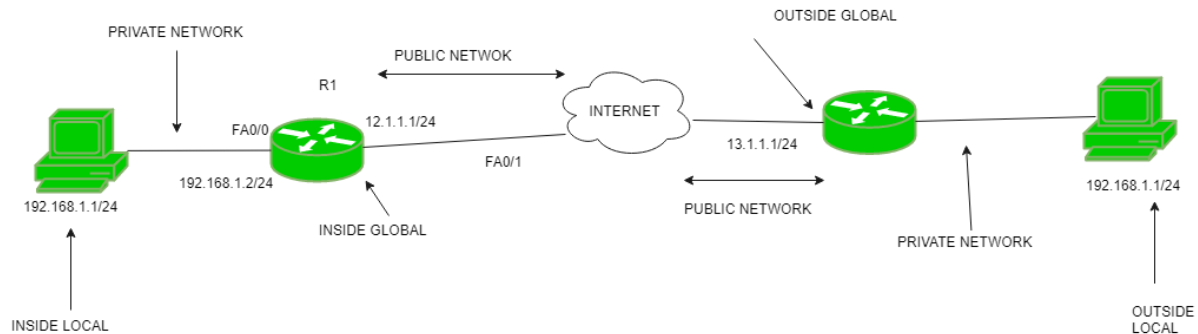 OUTSIDE GLOBAL
PRIVATE NETWORK
PUBLIC NETWOK
R1
INTERNET
FA0/0
12.1.1.1/24
13.1.1.1/24
FA0/1
192.168.1.2/24
192.168.1.1/24
192.168.1.1/24
INSIDE GLOBAL
PUBLIC NETWORK
PRIVATE NETWORK
INSIDE LOCAL
OUTSIDE
LOCAL